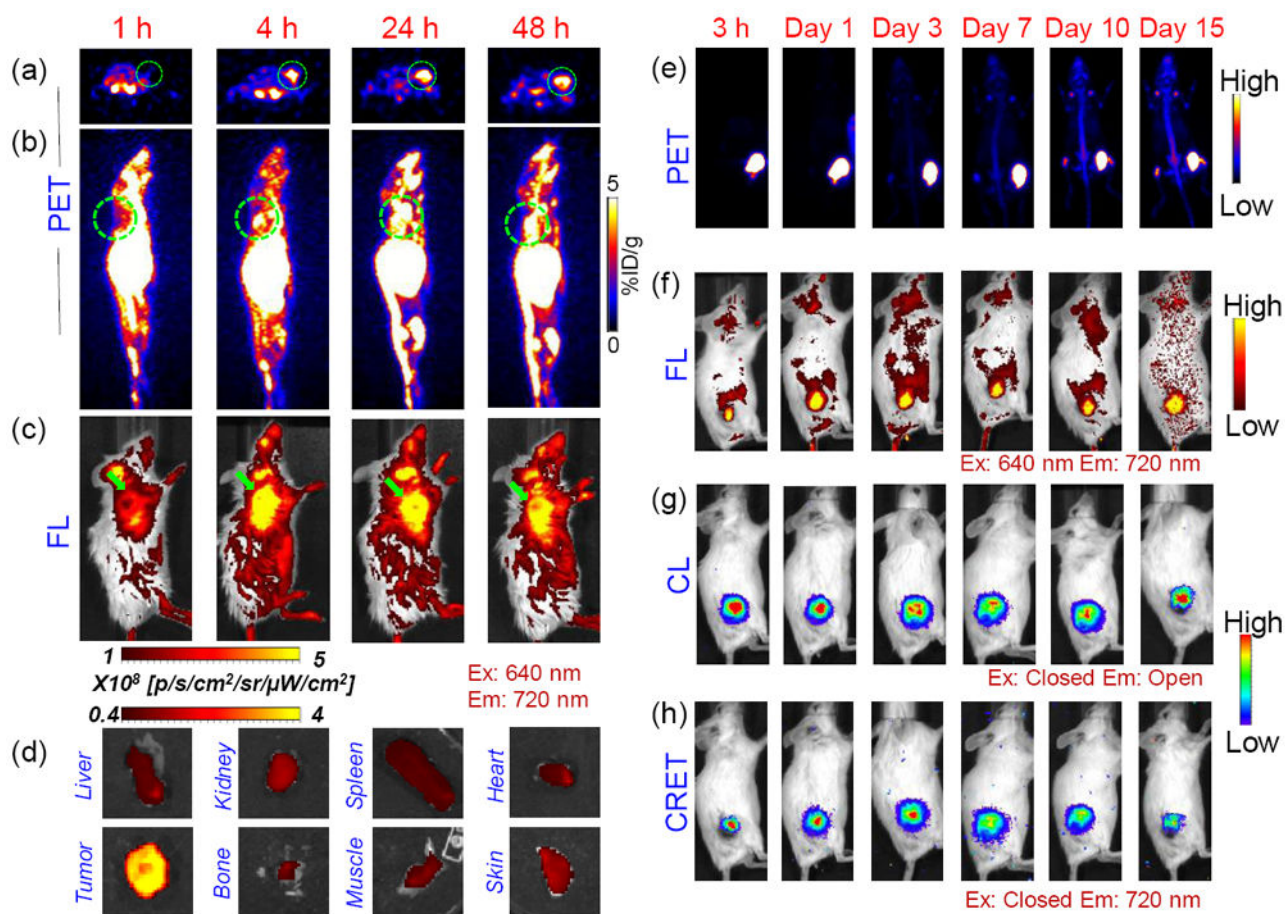 1 h 4 h 24 h 48 h
(a)
(b)
PET
5
%ID/g
0
(c)
FL
1 5
X10⁸ [p/s/cm²/sr/µW/cm²]
0.4 4
Ex: 640 nm
Em: 720 nm
(d)
Liver Kidney Spleen Heart
Tumor Bone Muscle Skin
3 h Day 1 Day 3 Day 7 Day 10 Day 15
(e)
PET
High
Low
(f)
FL
High
Low
Ex: 640 nm Em: 720 nm
(g)
CL
Ex: Closed Em: Open
High
Low
(h)
CRET
Ex: Closed Em: 720 nm